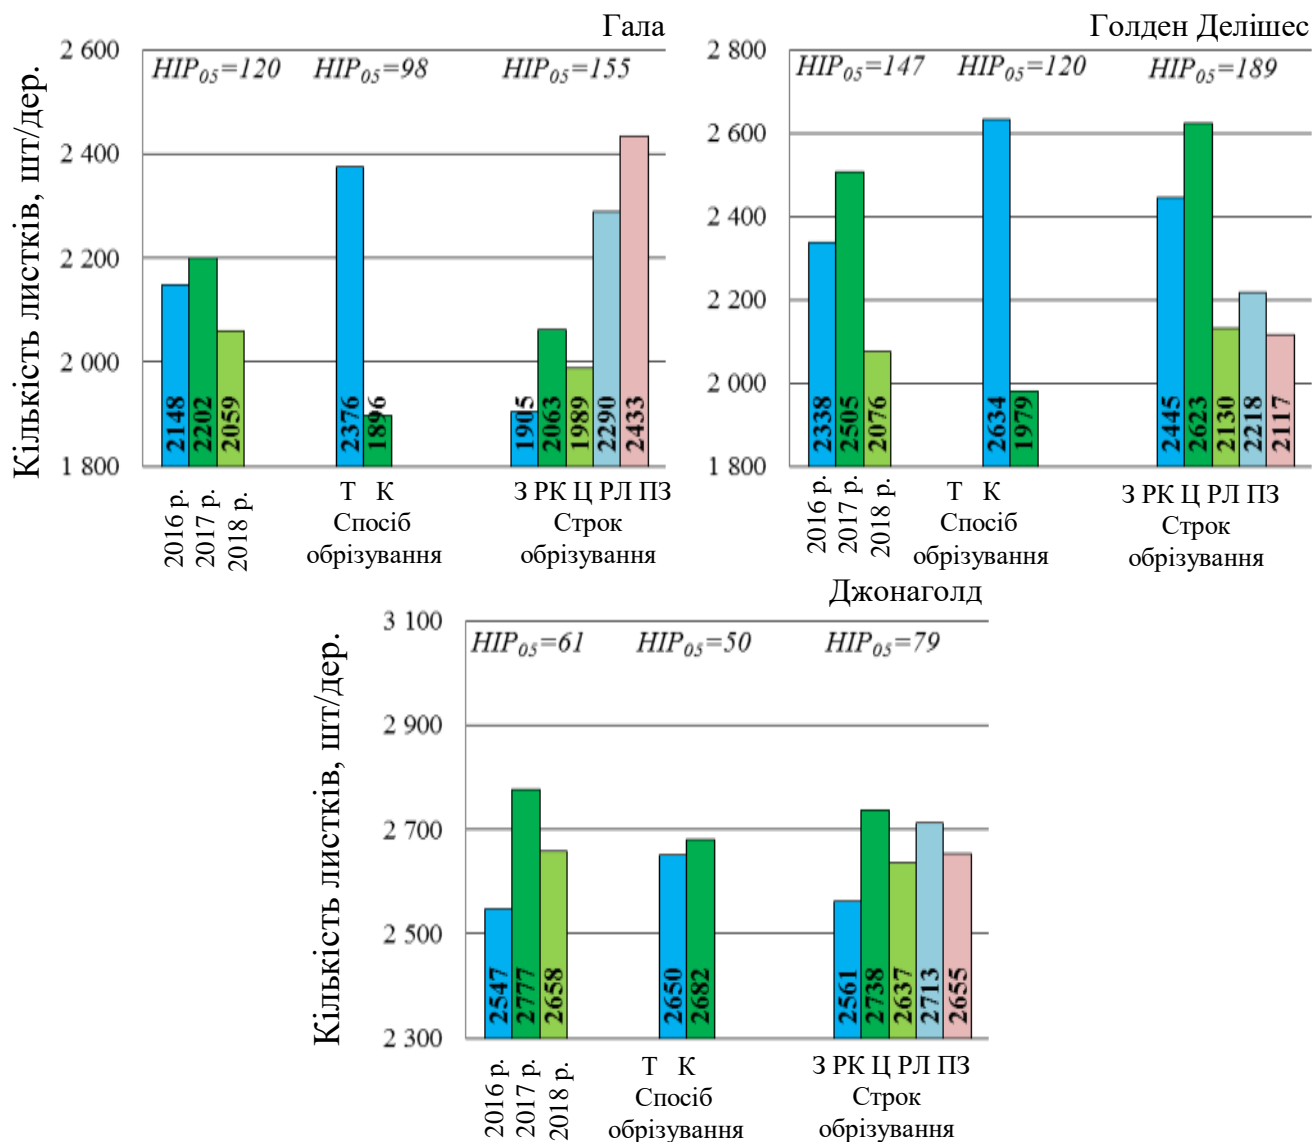 Гала
Кількість листків, шт/дер.
2 600
2 400
2 200
2 000
1 800
НІР05=120 НІР05=98 НІР05=155
2148 2202 2059 2376 1896 1905 2063 1989 2290 2433
2016 р. 2017 р. 2018 р.
Т К
Спосіб
обрізування
З РК Ц РЛ ПЗ
Строк
обрізування
Голден Делішес
2 800
2 600
2 400
2 200
2 000
1 800
НІР05=147 НІР05=120 НІР05=189
2338 2505 2076 2634 1979 2445 2623 2130 2218 2117
2016 р. 2017 р. 2018 р.
Т К
Спосіб
обрізування
З РК Ц РЛ ПЗ
Строк
обрізування
Джонаголд
Кількість листків, шт/дер.
3 100
2 900
2 700
2 500
2 300
НІР05=61 НІР05=50 НІР05=79
2547 2777 2658 2650 2682 2561 2738 2637 2713 2655
2016 р. 2017 р. 2018 р.
Т К
Спосіб
обрізування
З РК Ц РЛ ПЗ
Строк
обрізування